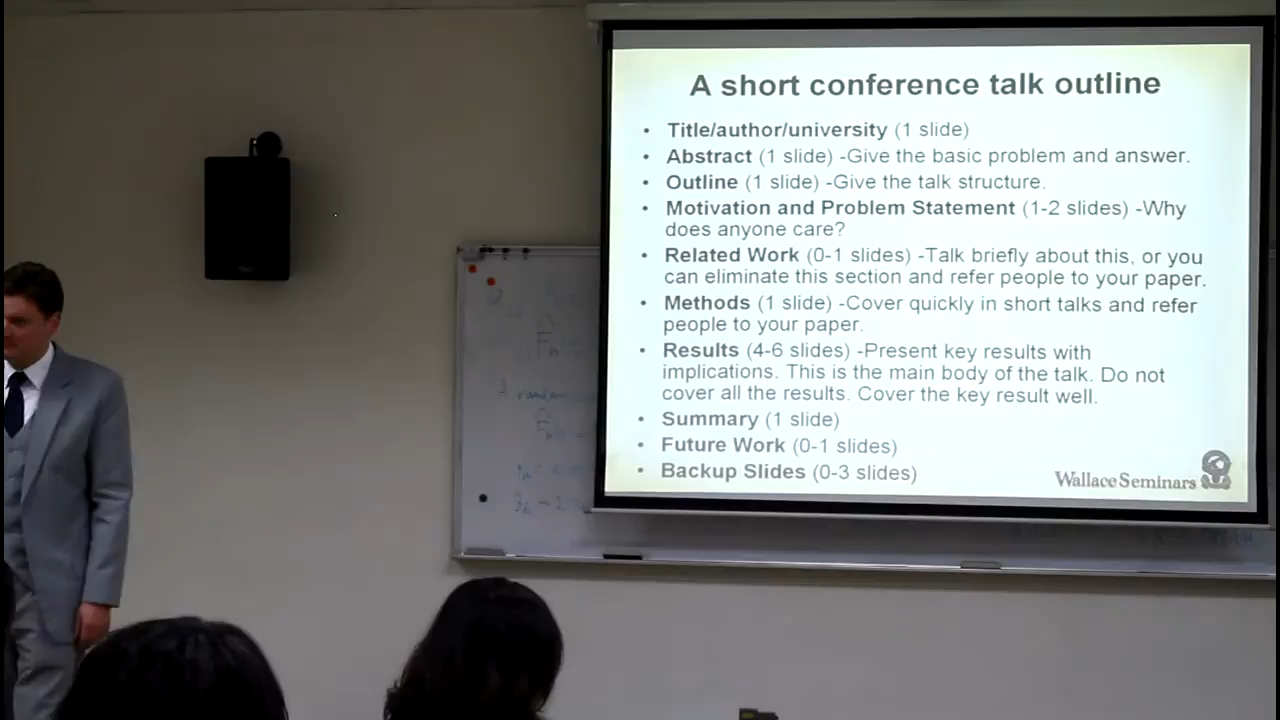 A short conference talk outline
• Title/author/university (1 slide)
• Abstract (1 slide) -Give the basic problem and answer.
• Outline (1 slide) -Give the talk structure.
• Motivation and Problem Statement (1-2 slides) -Why
does anyone care?
• Related Work (0-1 slides) -Talk briefly about this, or you
can eliminate this section and refer people to your paper.
• Methods (1 slide) -Cover quickly in short talks and refer
people to your paper.
• Results (4-6 slides) -Present key results with
implications. This is the main body of the talk. Do not
cover all the results. Cover the key result well.
• Summary (1 slide)
• Future Work (0-1 slides)
• Backup Slides (0-3 slides)
Wallace Seminars
random